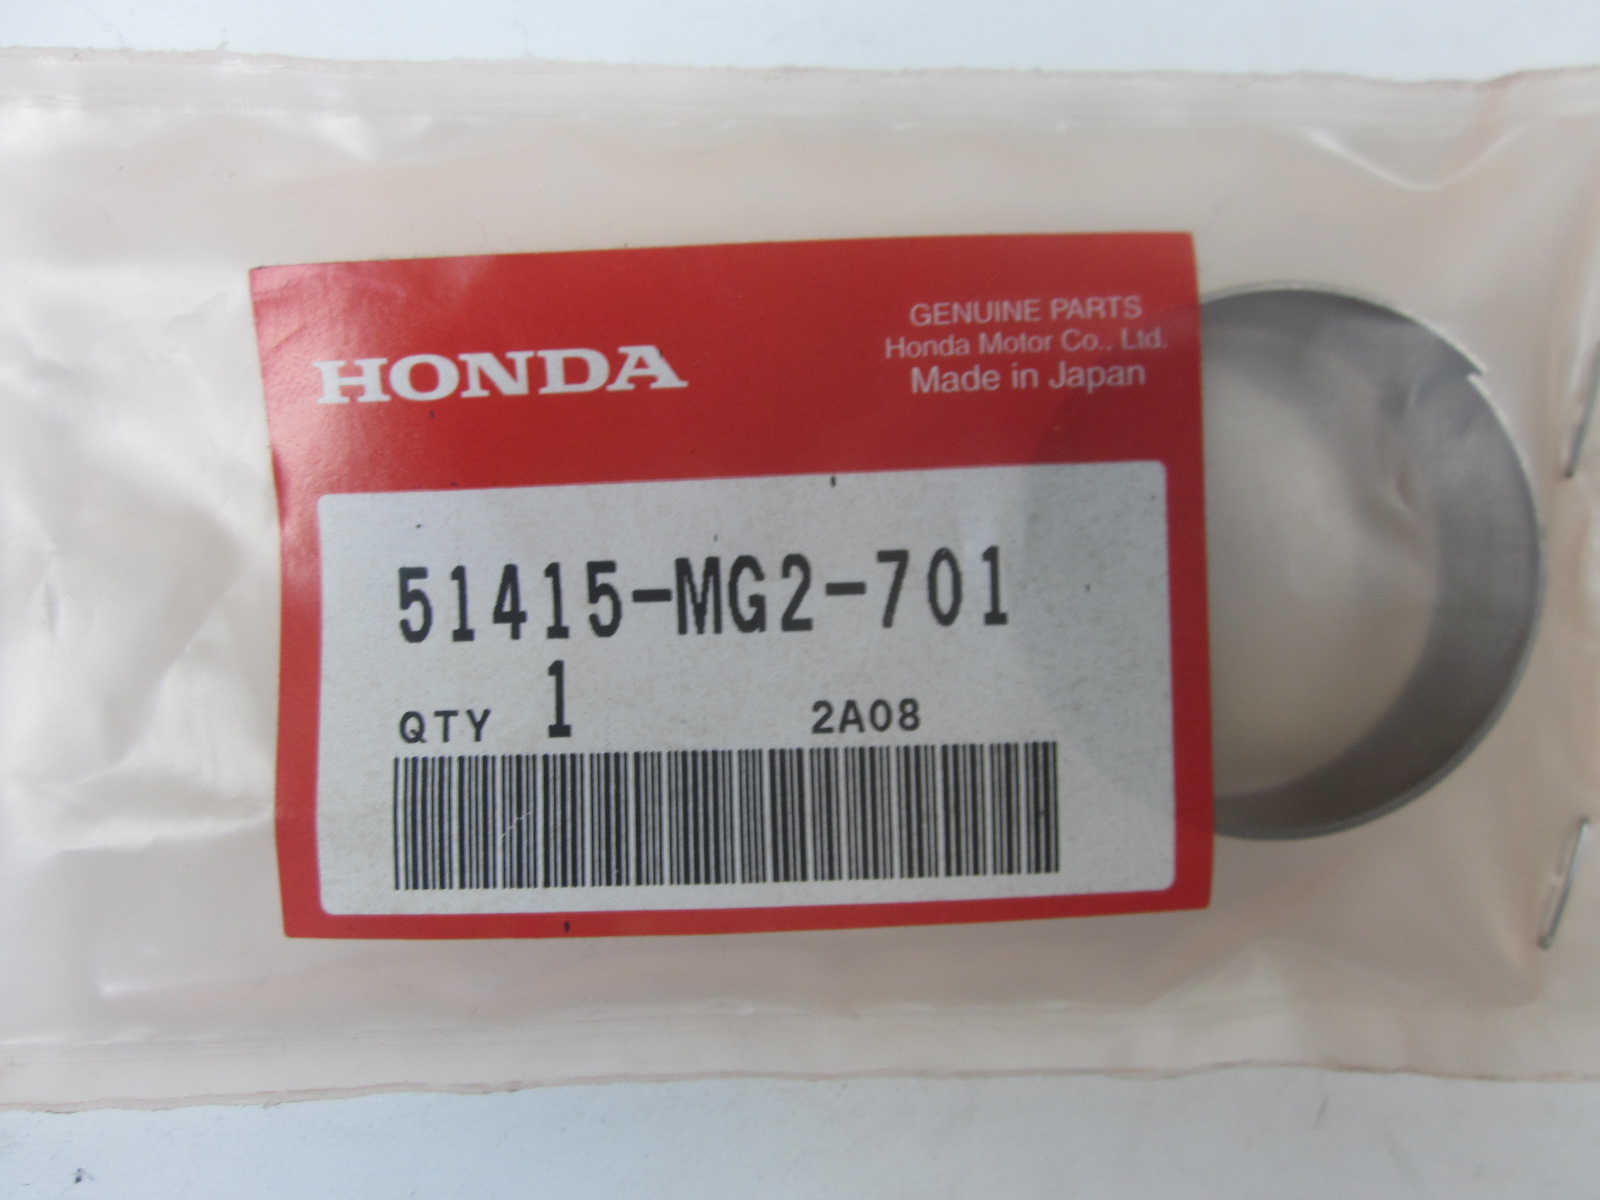 HONDA
GENUINE PARTS
Honda Motor Co., Ltd.
Made in Japan
51415-MG2-701
QTY 1 2A08